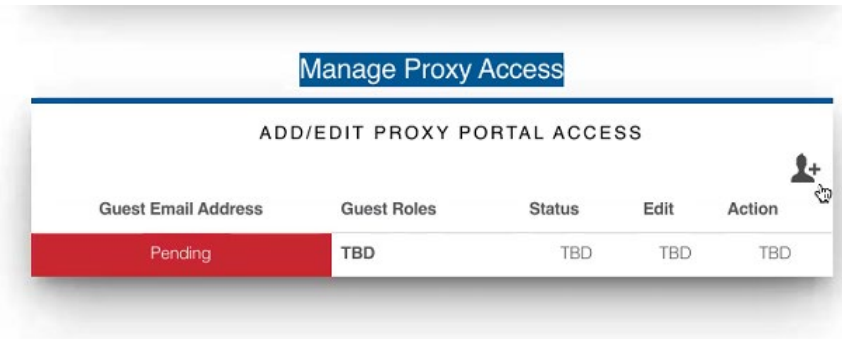 Manage Proxy Access
ADD/EDIT PROXY PORTAL ACCESS
Guest Email Address Guest Roles Status Edit Action
Pending TBD TBD TBD TBD